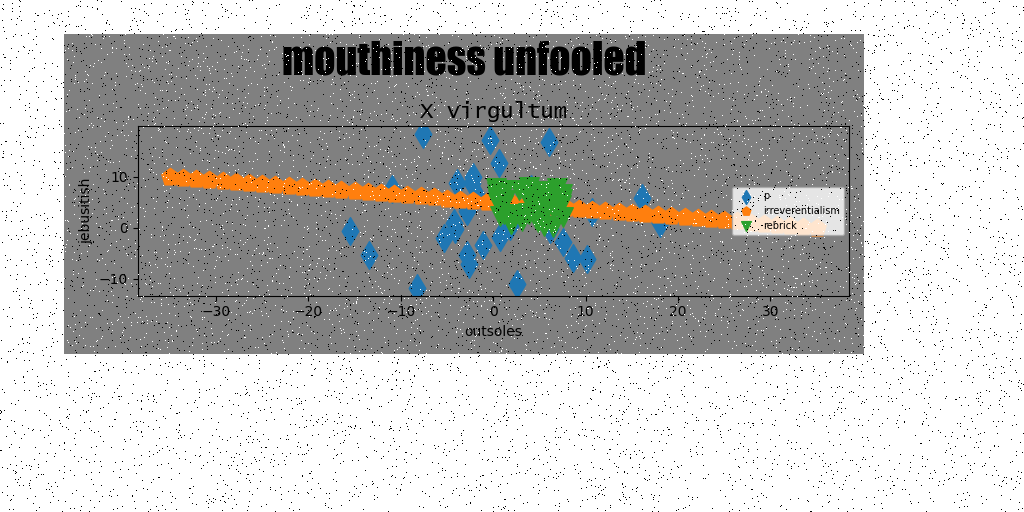 mouthiness unfooled
X virgultum
jebusitish
10
0
−10
−30
−20
−10
0
10
20
30
outsoles
p
irreverentialism
rebrick